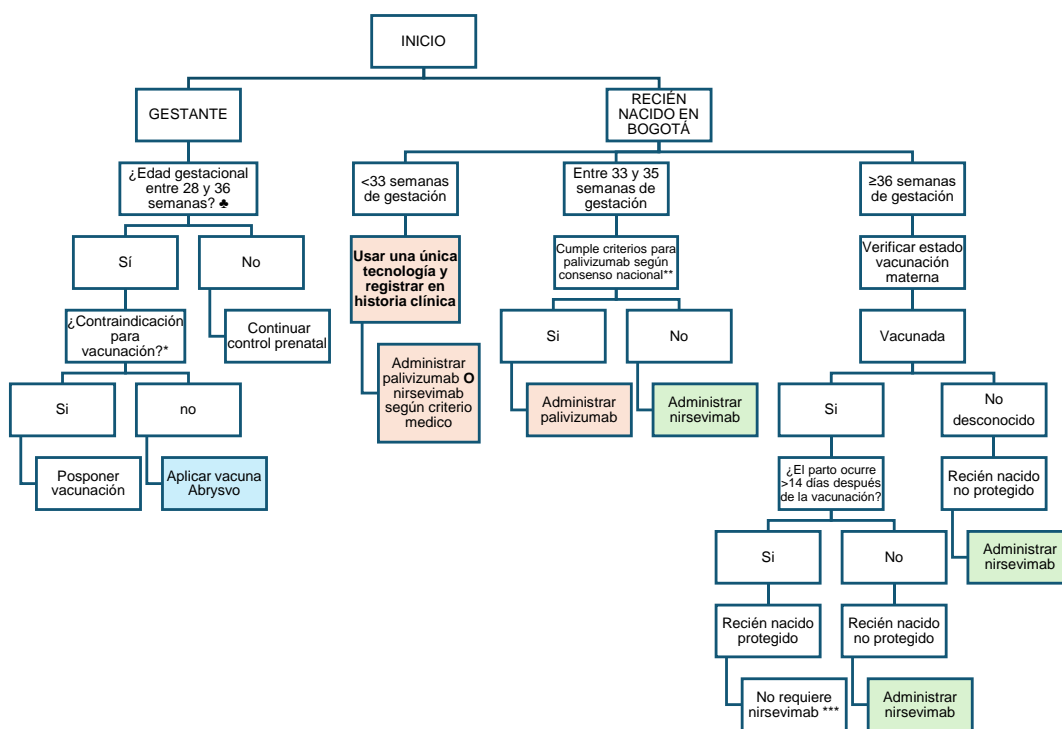 INICIO
GESTANTE
RECIÉN
NACIDO EN
BOGOTÁ
¿Edad gestacional
entre 28 y 36
semanas? ♣
<33 semanas
de gestación
Entre 33 y 35
semanas de
gestación
≥36 semanas de
gestación
Sí
No
Usar una única
tecnología y
registrar en
historia clínica
Cumple criterios para
palivizumab según
consenso nacional**
Verificar estado
vacunación
materna
¿Contraindicación
para
vacunación?*
Continuar
control prenatal
Administrar
palivizumab O
nirsevimab
según criterio
medico
Si
No
Vacunada
Si
no
Administrar
palivizumab
Administrar
nirsevimab
Si
No
desconocido
Posponer
vacunación
Aplicar vacuna
Abrysvo
¿El parto ocurre
>14 días después
de la vacunación?
Recién nacido
no protegido
Si
No
Administrar
nirsevimab
Recién nacido
protegido
Recién nacido
no protegido
No requiere
nirsevimab ***
Administrar
nirsevimab